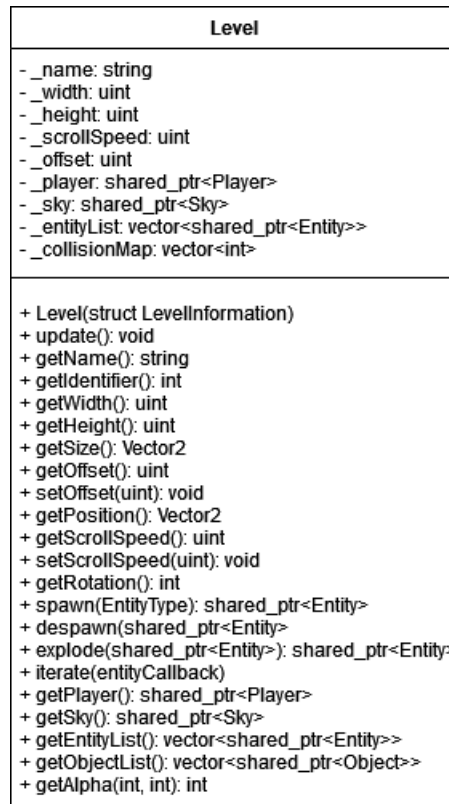 Level
- _name: string
- _width: uint
- _height: uint
- _scrollSpeed: uint
- _offset: uint
- _player: shared_ptr<Player>
- _sky: shared_ptr<Sky>
- _entityList: vector<shared_ptr<Entity>>
- _collisionMap: vector<int>
+ Level(struct LevelInformation)
+ update(): void
+ getName(): string
+ getIdentifier(): int
+ getWidth(): uint
+ getHeight(): uint
+ getSize(): Vector2
+ getOffset(): uint
+ setOffset(uint): void
+ getPosition(): Vector2
+ getScrollSpeed(): uint
+ setScrollSpeed(uint): void
+ getRotation(): int
+ spawn(EntityType): shared_ptr<Entity>
+ despawn(shared_ptr<Entity>
+ explode(shared_ptr<Entity>): shared_ptr<Entity>
+ iterate(entityCallback)
+ getPlayer(): shared_ptr<Player>
+ getSky(): shared_ptr<Sky>
+ getEntityList(): vector<shared_ptr<Entity>>
+ getObjectList(): vector<shared_ptr<Object>>
+ getAlpha(int, int): int